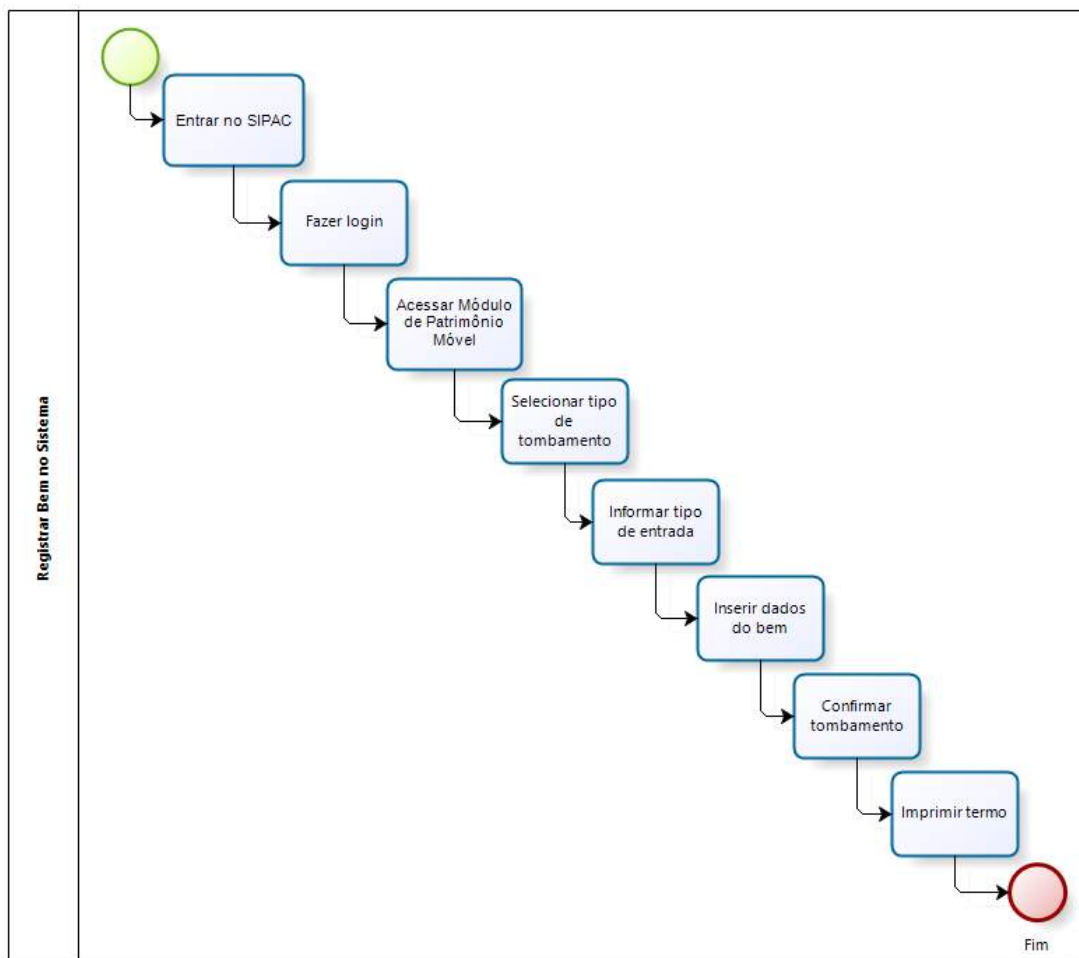 Registrar Bem no Sistema
Entrar no SIPAC
Fazer login
Acessar Módulo
de Patrimônio
Móvel
Selecionar tipo
de
tombamento
Informar tipo
de entrada
Inserir dados
do bem
Confirmar
tombamento
Imprimir termo
Fim